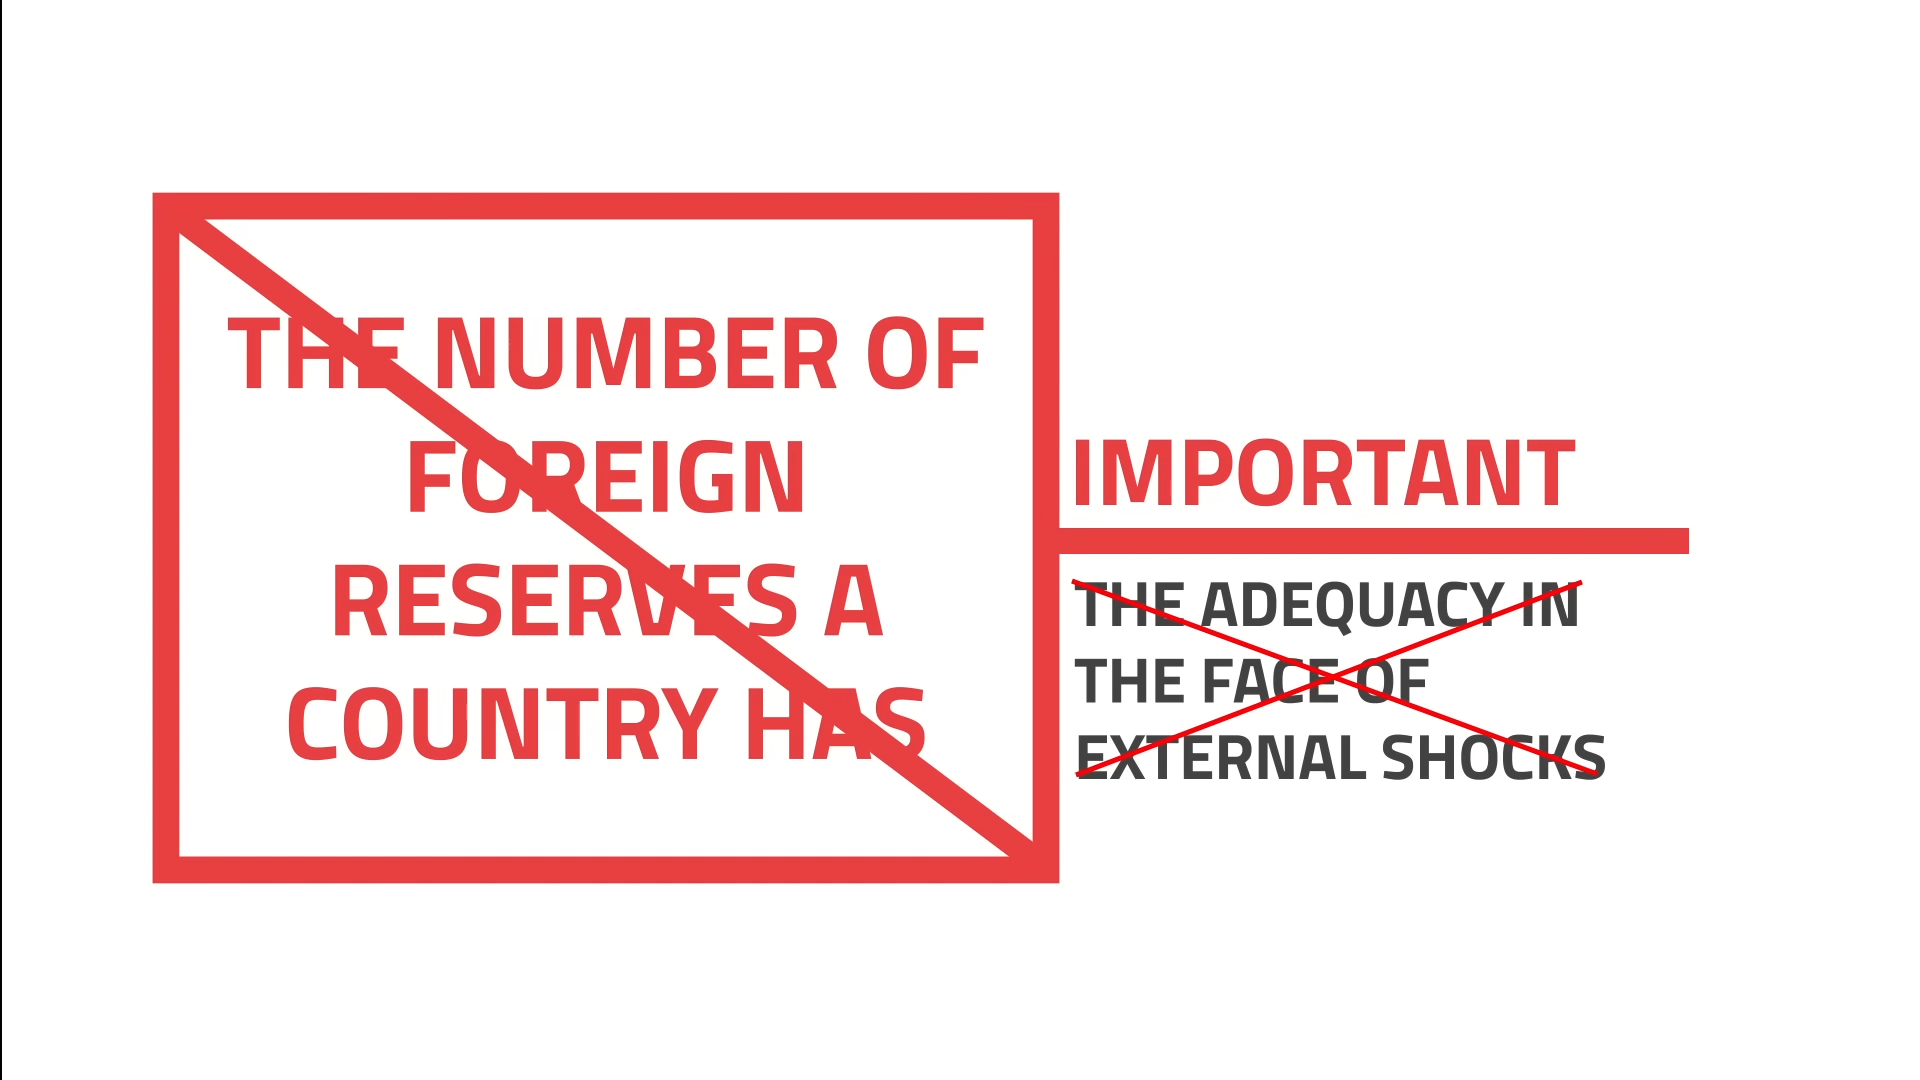 THE NUMBER OF
FOREIGN
RESERVES A
COUNTRY HAS
IMPORTANT
THE ADEQUACY IN
THE FACE OF
EXTERNAL SHOCKS